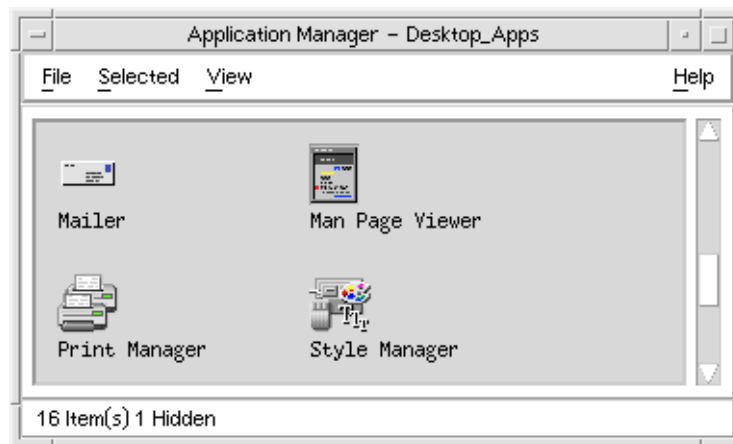 Application Manager – Desktop_Apps
File Selected View Help
Mailer Man Page Viewer
Print Manager Style Manager
16 Item(s) 1 Hidden